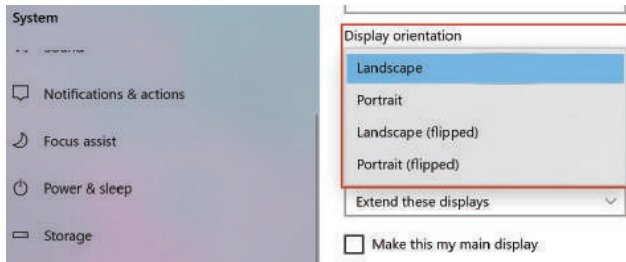 System
Notifications & actions
Focus assist
Power & sleep
Storage
Display orientation
Landscape
Portrait
Landscape (flipped)
Portrait (flipped)
Extend these displays
Make this my main display